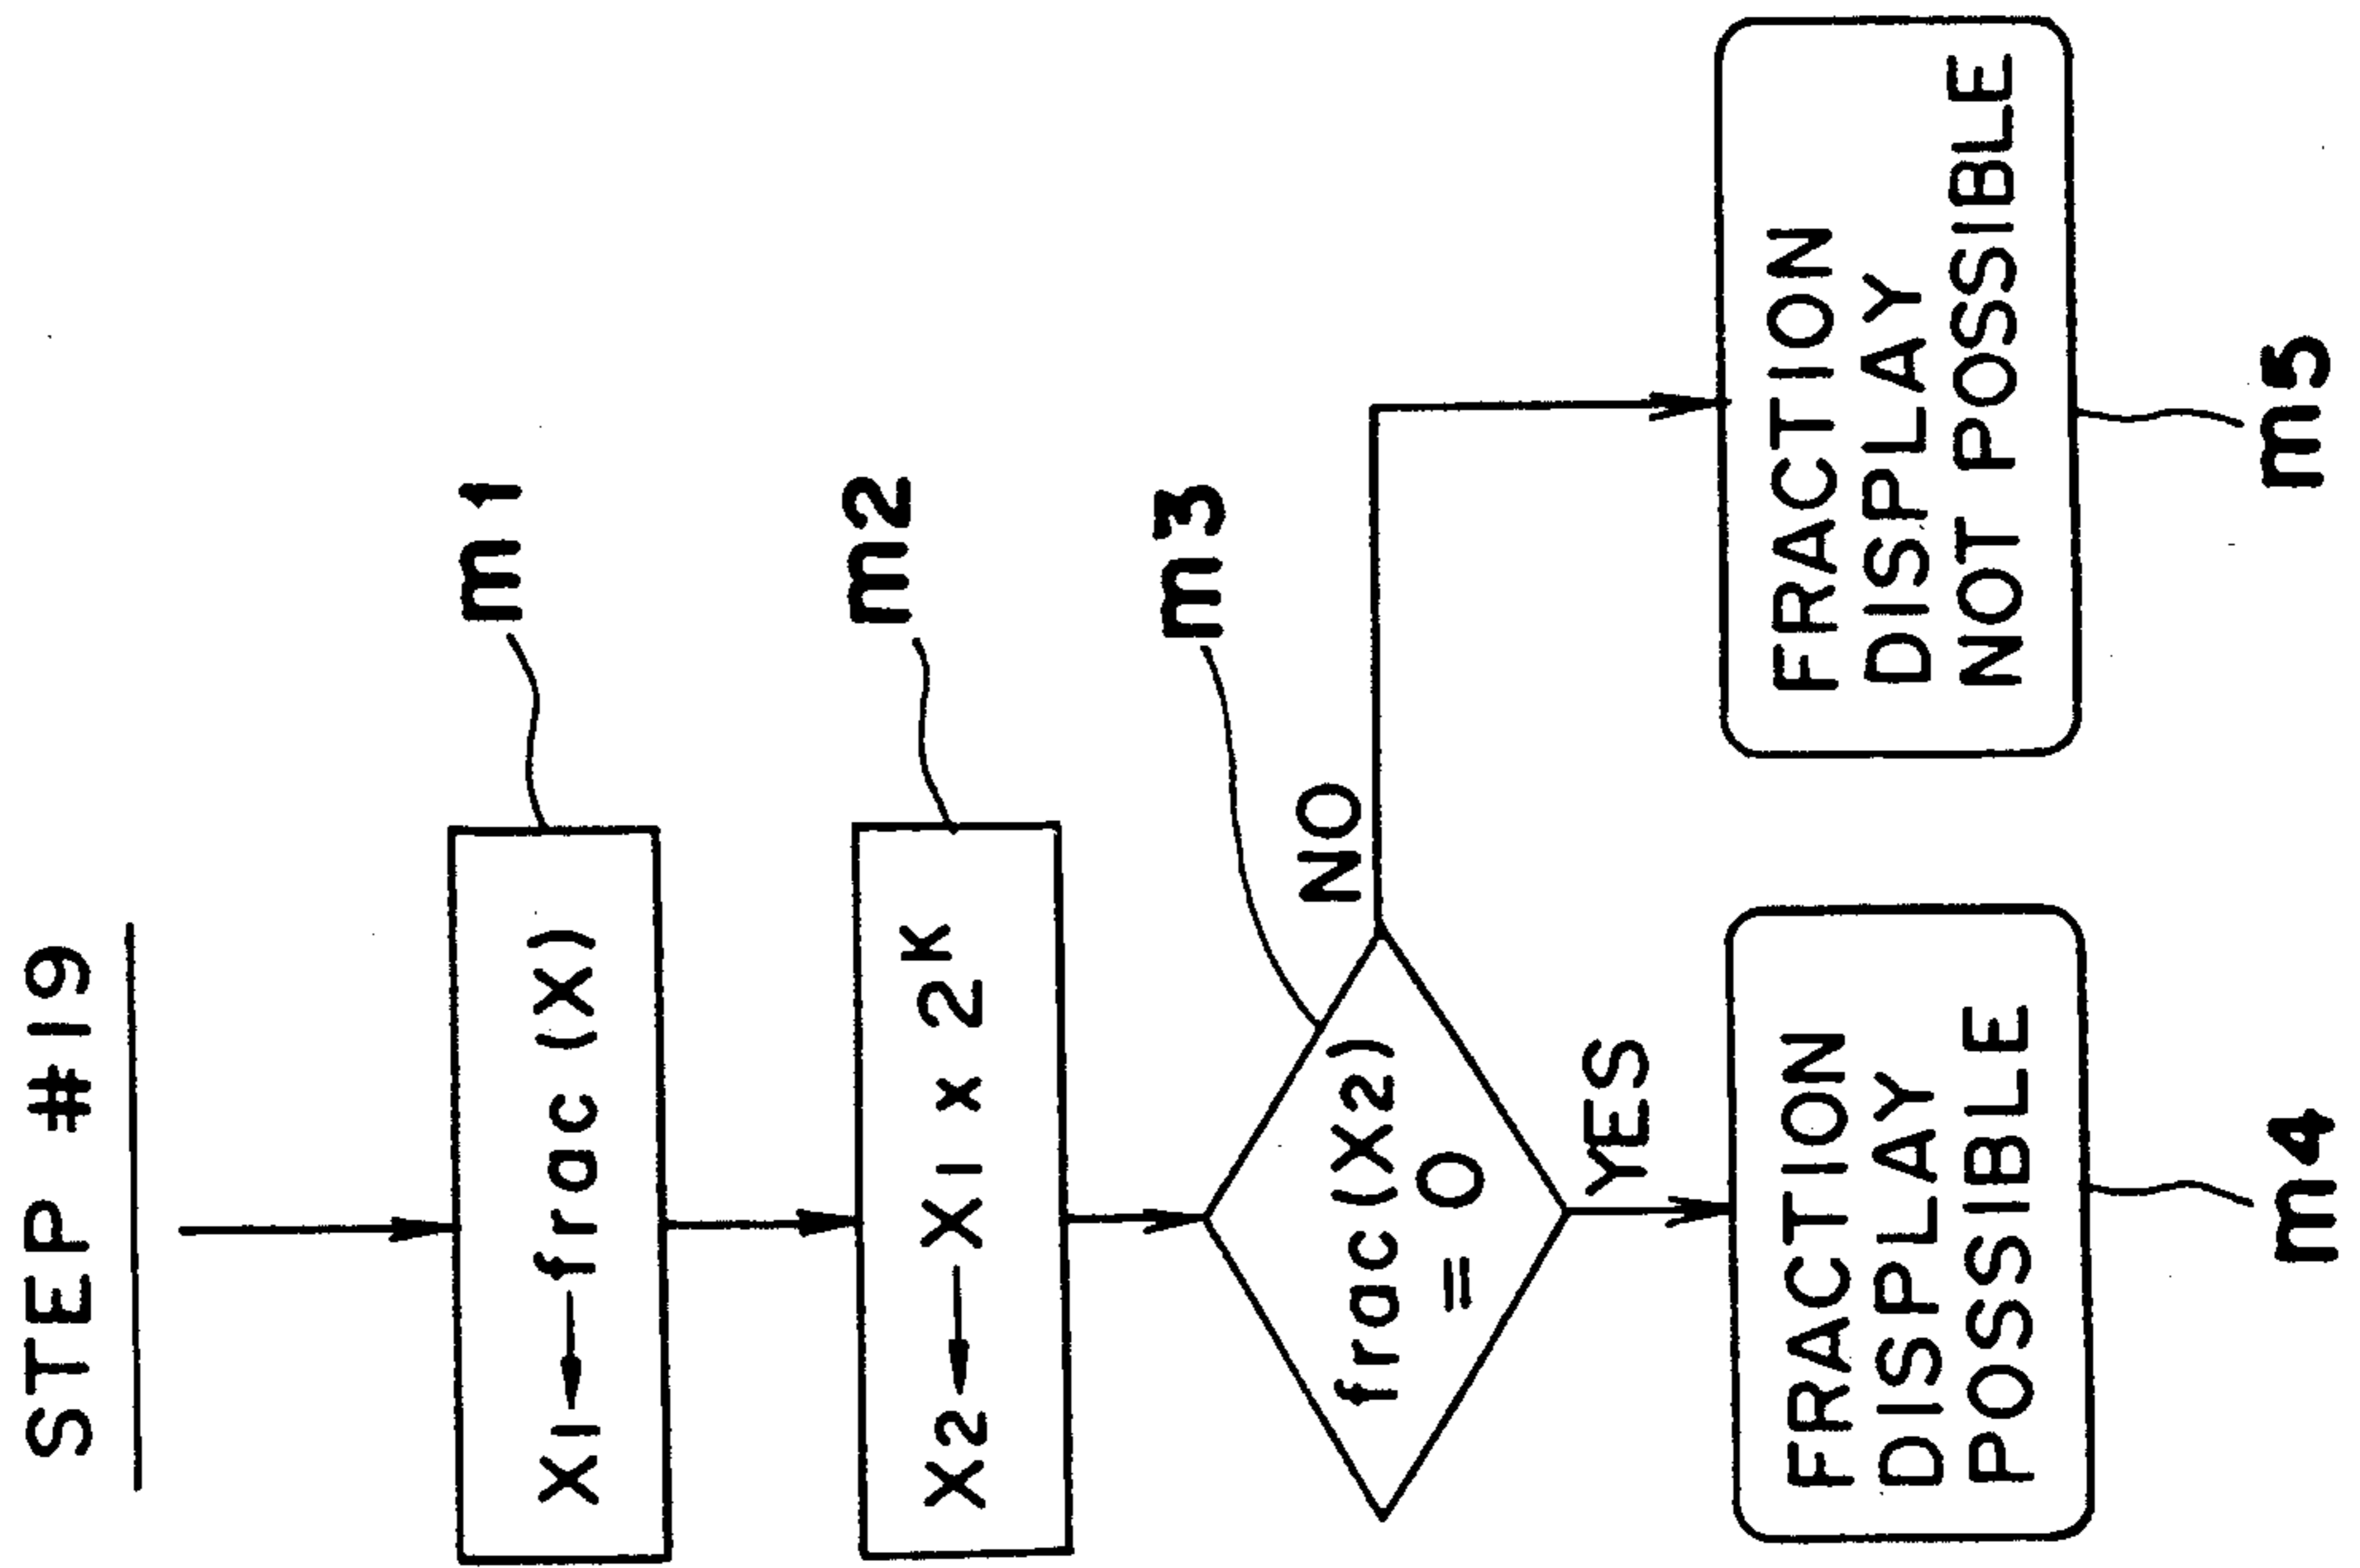 STEP #19
X1←frac (X)
m1
X2← X1 x 2^K
m2
frac(X2)
= 0
m3
NO
YES
FRACTION
DISPLAY
POSSIBLE
m4
FRACTION
DISPLAY
NOT POSSIBLE
m5